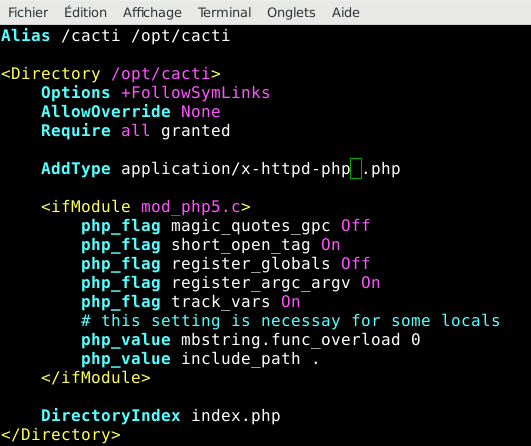 Fichier Édition Affichage Terminal Onglets Aide
Alias /cacti /opt/cacti
<Directory /opt/cacti>
    Options +FollowSymLinks
    AllowOverride None
    Require all granted
    AddType application/x-httpd-php .php
    <ifModule mod_php5.c>
        php_flag magic_quotes_gpc Off
        php_flag short_open_tag On
        php_flag register_globals Off
        php_flag register_argc_argv On
        php_flag track_vars On
        # this setting is necessay for some locals
        php_value mbstring.func_overload 0
        php_value include_path .
    </ifModule>
    DirectoryIndex index.php
</Directory>